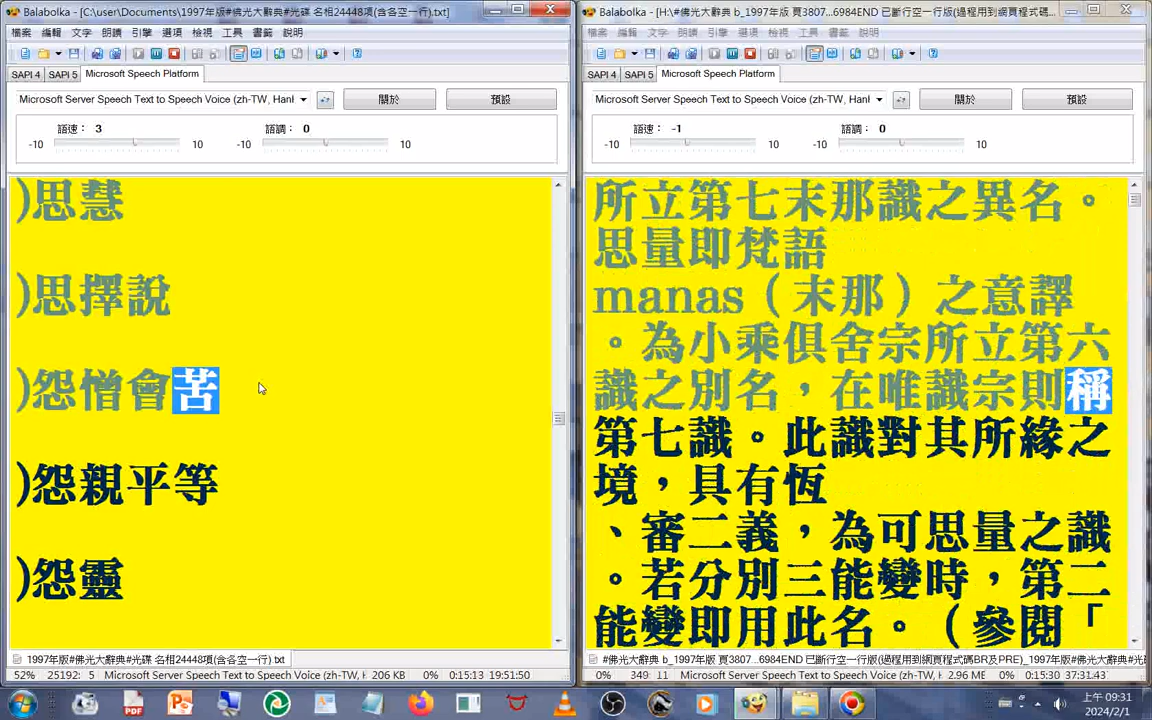 Balabolka - [C:\user\Documents\1997年版#佛光大辭典#光碟 名相24448項(含各空一行).txt]
檔案 編輯 文字 朗讀 引擎 選項 檢視 工具 書籤 說明
SAPI 4 SAPI 5 Microsoft Speech Platform
Microsoft Server Speech Text to Speech Voice (zh-TW, Hanl
關於 預設
語速： 3 語調： 0
-10 10 -10 10
)思慧
)思擇說
)怨憎會苦
)怨親平等
)怨靈
1997年版#佛光大辭典#光碟 名相24448項(含各空一行).txt
52% 25192: 5 Microsoft Server Speech Text to Speech Voice (zh-TW, H 206 KB 0% 0:15:13 19:51:50
Balabolka - [H:\#佛光大辭典 b_1997年版 頁3807...6984END 已斷行空一行版(過程用到網頁程式碼...
檔案 編輯 文字 朗讀 引擎 選項 檢視 工具 書籤 說明
SAPI 4 SAPI 5 Microsoft Speech Platform
Microsoft Server Speech Text to Speech Voice (zh-TW, Hanl
關於 預設
語速： -1 語調： 0
-10 10 -10 10
所立第七末那識之異名。
思量即梵語
manas（末那）之意譯
。為小乘俱舍宗所立第六
識之別名，在唯識宗則稱
第七識。此識對其所緣之
境，具有恆
、審二義，為可思量之識
。若分別三能變時，第二
能變即用此名。（參閱「
#佛光大辭典 b_1997年版 頁3807...6984END 已斷行空一行版(過程用到網頁程式碼BR及PRE)_1997年版#佛光
0% 349: 11 Microsoft Server Speech Text to Speech Voice (zh-TW, H 2.96 ME 0% 0:15:30 37:31:43
PDF
上午 09:31
2024/2/1